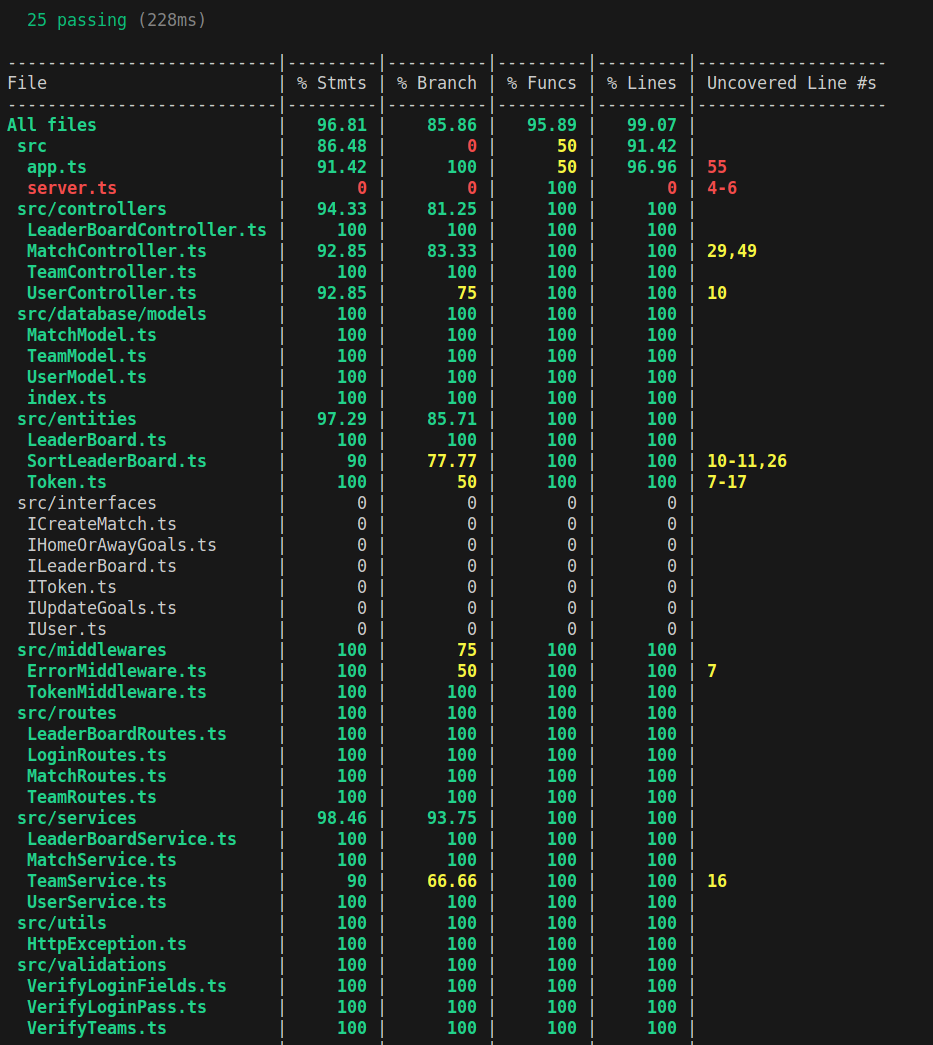 25 passing (228ms)
---------------------------|---------|----------|---------|---------|-------------------
File                       | % Stmts | % Branch | % Funcs | % Lines | Uncovered Line #s
---------------------------|---------|----------|---------|---------|-------------------
All files                  |   96.81 |    85.86 |   95.89 |   99.07 |
 src                       |   86.48 |        0 |      50 |   91.42 |
  app.ts                   |   91.42 |      100 |      50 |   96.96 | 55
  server.ts                |       0 |        0 |     100 |       0 | 4-6
 src/controllers           |   94.33 |    81.25 |     100 |     100 |
  LeaderBoardController.ts |     100 |      100 |     100 |     100 |
  MatchController.ts       |   92.85 |    83.33 |     100 |     100 | 29,49
  TeamController.ts        |     100 |      100 |     100 |     100 |
  UserController.ts        |   92.85 |       75 |     100 |     100 | 10
 src/database/models       |     100 |      100 |     100 |     100 |
  MatchModel.ts            |     100 |      100 |     100 |     100 |
  TeamModel.ts             |     100 |      100 |     100 |     100 |
  UserModel.ts             |     100 |      100 |     100 |     100 |
  index.ts                 |     100 |      100 |     100 |     100 |
 src/entities              |   97.29 |    85.71 |     100 |     100 |
  LeaderBoard.ts           |     100 |      100 |     100 |     100 |
  SortLeaderBoard.ts       |      90 |    77.77 |     100 |     100 | 10-11,26
  Token.ts                 |     100 |       50 |     100 |     100 | 7-17
 src/interfaces            |       0 |        0 |       0 |       0 |
  ICreateMatch.ts          |       0 |        0 |       0 |       0 |
  IHomeOrAwayGoals.ts      |       0 |        0 |       0 |       0 |
  ILeaderBoard.ts          |       0 |        0 |       0 |       0 |
  IToken.ts                |       0 |        0 |       0 |       0 |
  IUpdateGoals.ts          |       0 |        0 |       0 |       0 |
  IUser.ts                 |       0 |        0 |       0 |       0 |
 src/middlewares           |     100 |       75 |     100 |     100 |
  ErrorMiddleware.ts       |     100 |       50 |     100 |     100 | 7
  TokenMiddleware.ts       |     100 |      100 |     100 |     100 |
 src/routes                |     100 |      100 |     100 |     100 |
  LeaderBoardRoutes.ts     |     100 |      100 |     100 |     100 |
  LoginRoutes.ts           |     100 |      100 |     100 |     100 |
  MatchRoutes.ts           |     100 |      100 |     100 |     100 |
  TeamRoutes.ts            |     100 |      100 |     100 |     100 |
 src/services              |   98.46 |    93.75 |     100 |     100 |
  LeaderBoardService.ts    |     100 |      100 |     100 |     100 |
  MatchService.ts          |     100 |      100 |     100 |     100 |
  TeamService.ts           |      90 |    66.66 |     100 |     100 | 16
  UserService.ts           |     100 |      100 |     100 |     100 |
 src/utils                 |     100 |      100 |     100 |     100 |
  HttpException.ts         |     100 |      100 |     100 |     100 |
 src/validations           |     100 |      100 |     100 |     100 |
  VerifyLoginFields.ts     |     100 |      100 |     100 |     100 |
  VerifyLoginPass.ts       |     100 |      100 |     100 |     100 |
  VerifyTeams.ts           |     100 |      100 |     100 |     100 |